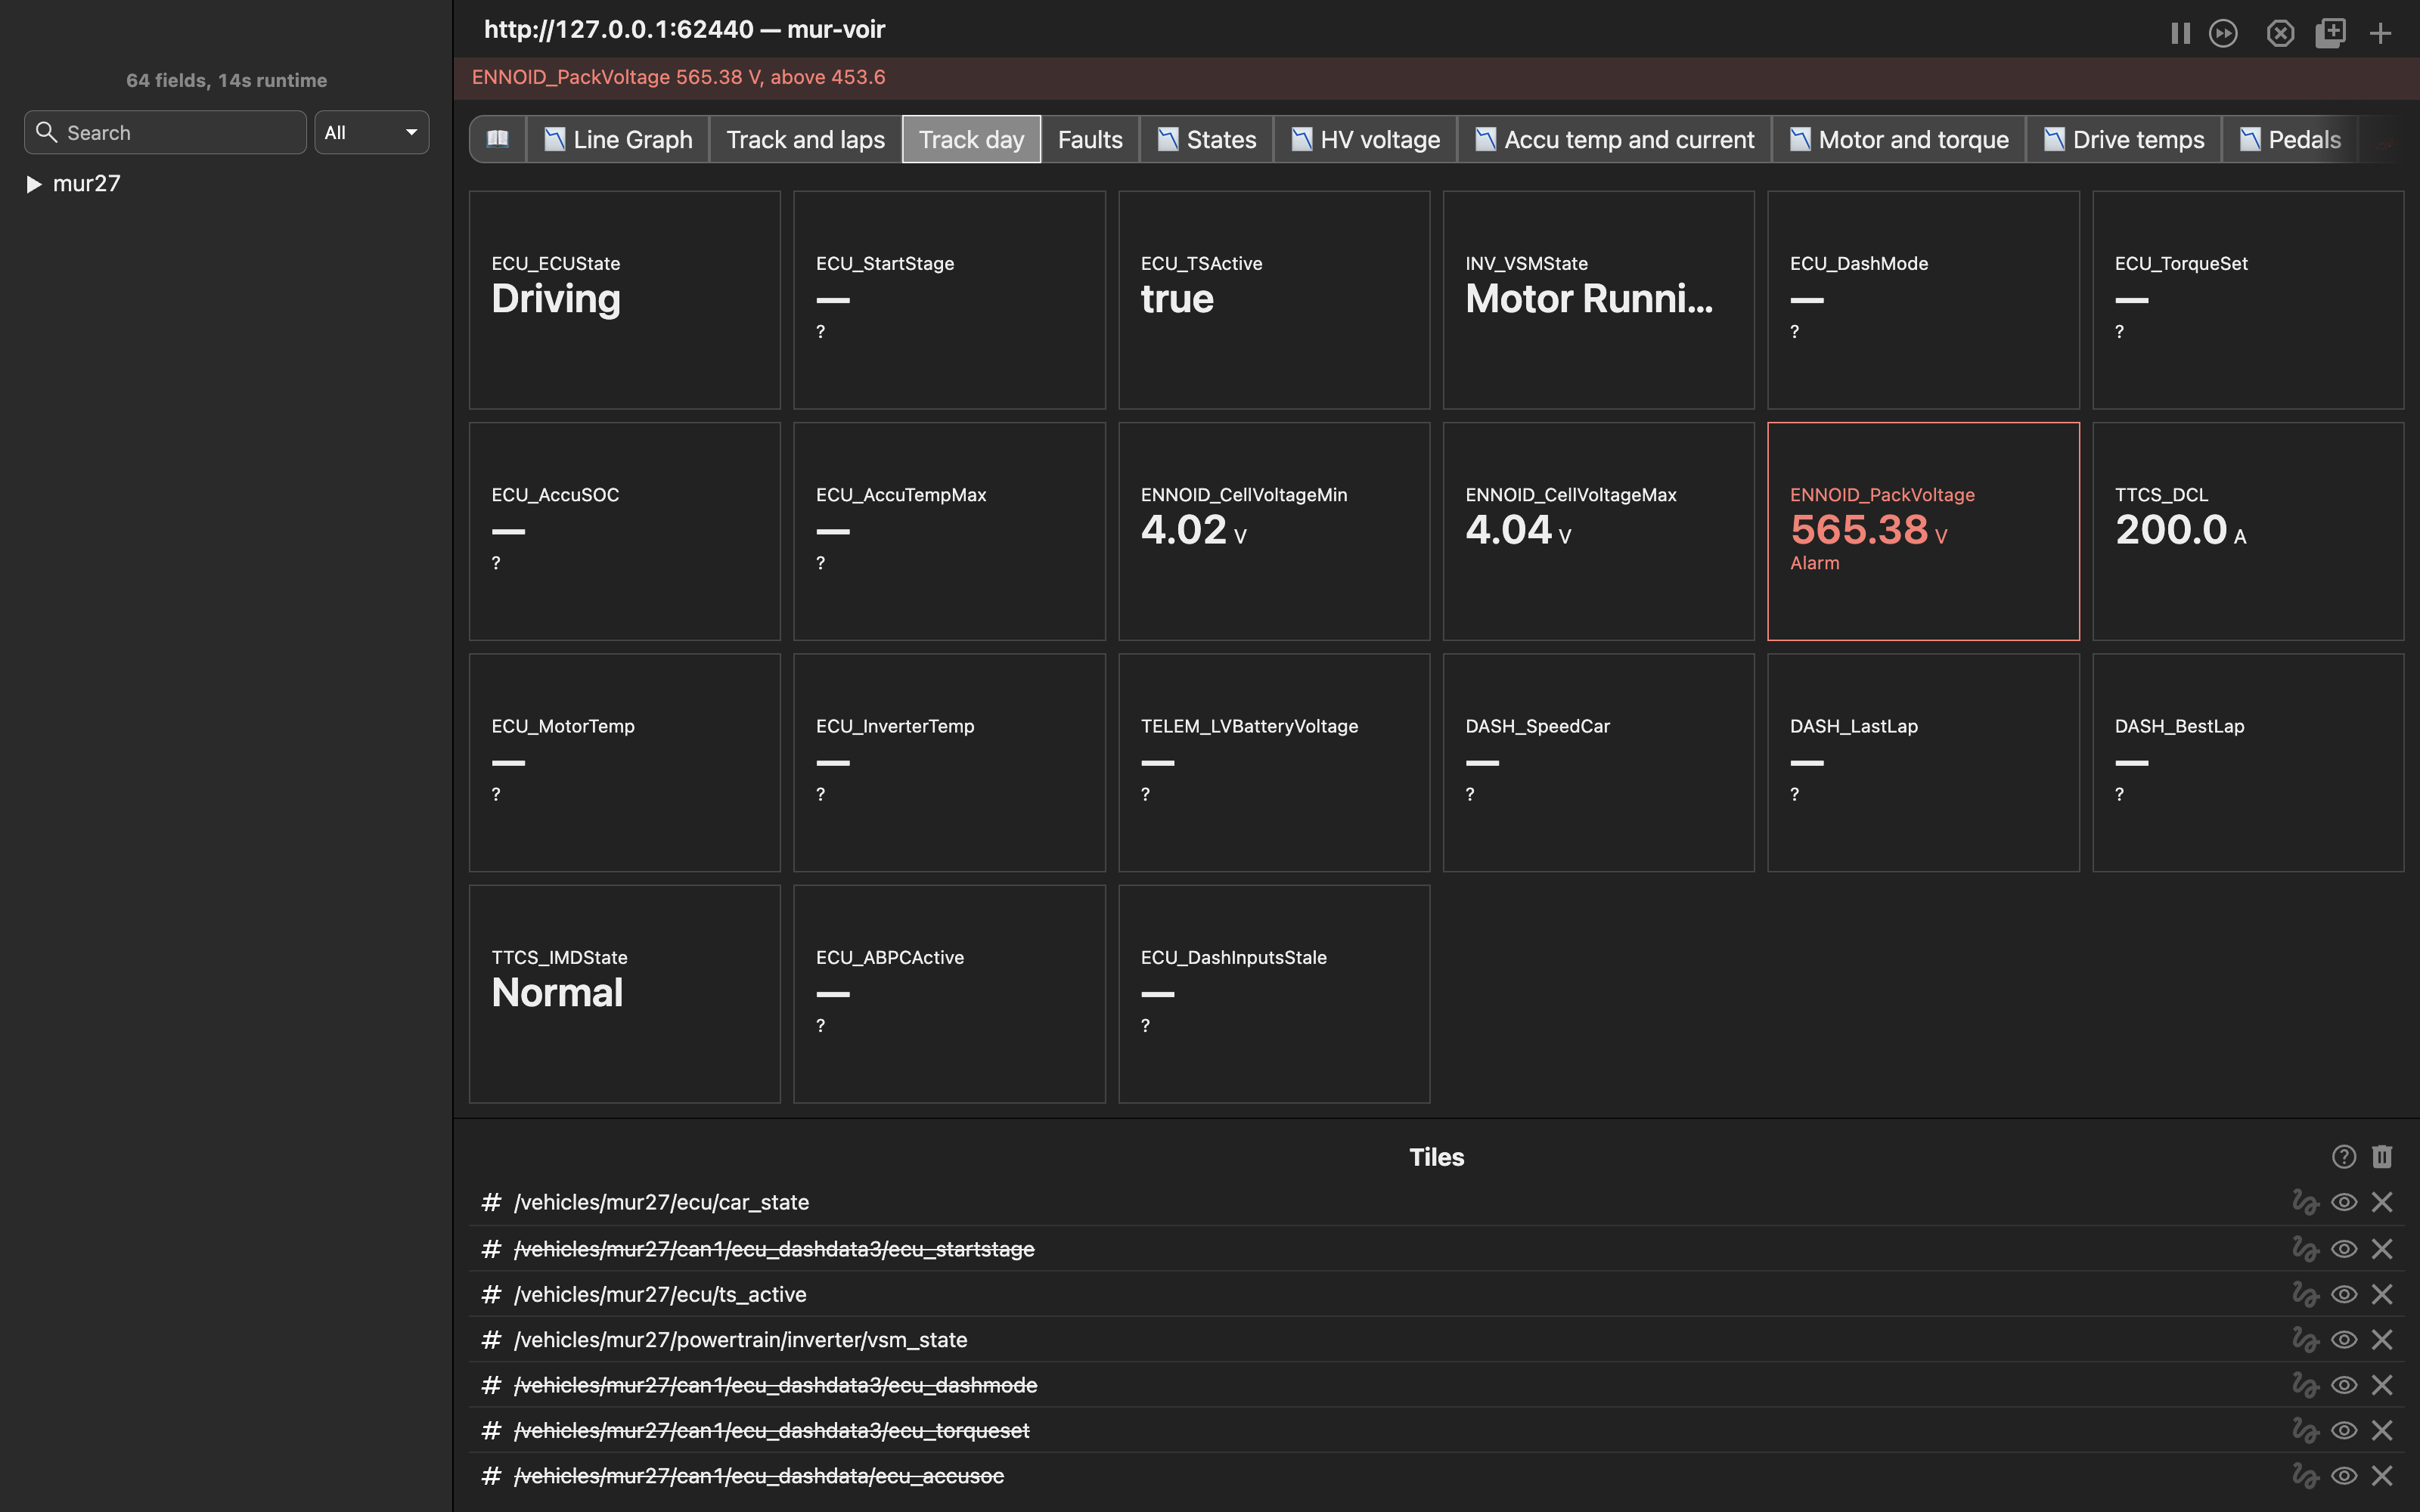 http://127.0.0.1:62440 — mur-voir
64 fields, 14s runtime
ENNOID_PackVoltage 565.38 V, above 453.6
Search
All
mur27
Line Graph
Track and laps
Track day
Faults
States
HV voltage
Accu temp and current
Motor and torque
Drive temps
Pedals
ECU_ECUState
Driving
ECU_StartStage
—
?
ECU_TSActive
true
INV_VSMState
Motor Runni...
ECU_DashMode
—
?
ECU_TorqueSet
—
?
ECU_AccuSOC
—
?
ECU_AccuTempMax
—
?
ENNOID_CellVoltageMin
4.02 V
ENNOID_CellVoltageMax
4.04 V
ENNOID_PackVoltage
565.38 V
Alarm
TTCS_DCL
200.0 A
ECU_MotorTemp
—
?
ECU_InverterTemp
—
?
TELEM_LVBatteryVoltage
—
?
DASH_SpeedCar
—
?
DASH_LastLap
—
?
DASH_BestLap
—
?
TTCS_IMDState
Normal
ECU_ABPCActive
—
?
ECU_DashInputsStale
—
?
Tiles
# /vehicles/mur27/ecu/car_state
# /vehicles/mur27/can1/ecu_dashdata3/ecu_startstage
# /vehicles/mur27/ecu/ts_active
# /vehicles/mur27/powertrain/inverter/vsm_state
# /vehicles/mur27/can1/ecu_dashdata3/ecu_dashmode
# /vehicles/mur27/can1/ecu_dashdata3/ecu_torqueset
# /vehicles/mur27/can1/ecu_dashdata/ecu_accusoc